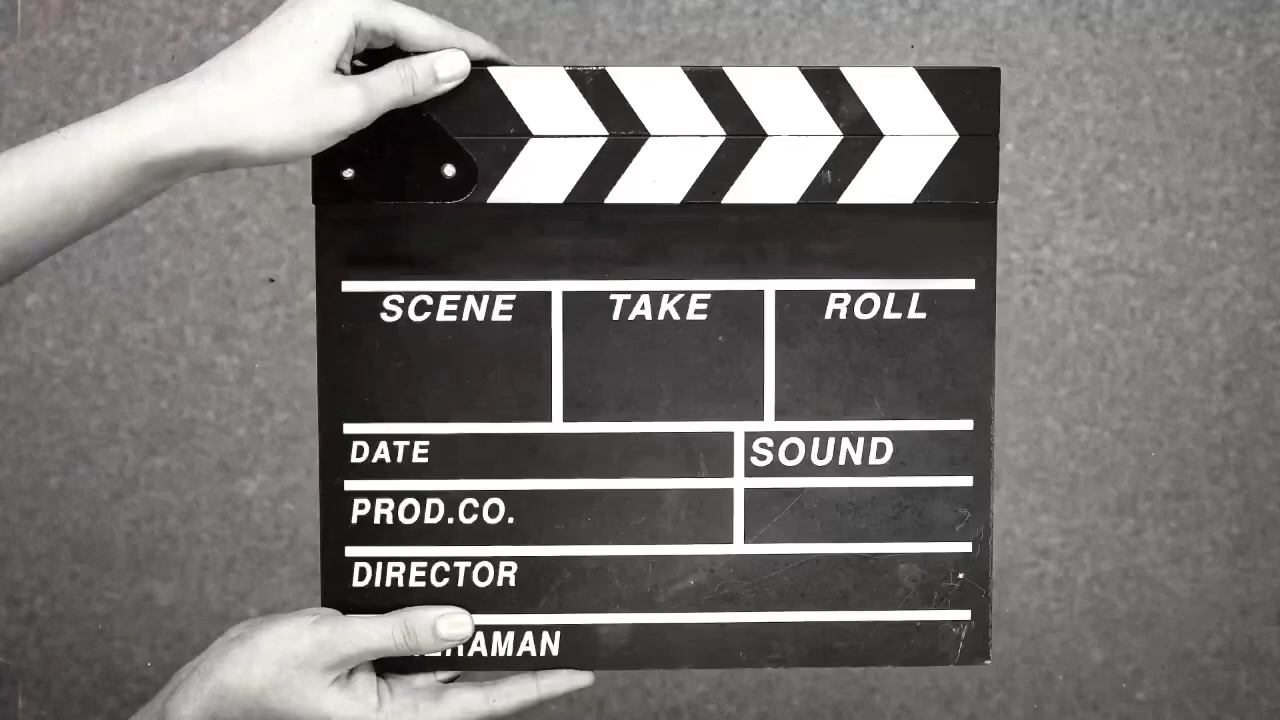 SCENE TAKE ROLL
DATE SOUND
PROD.CO.
DIRECTOR